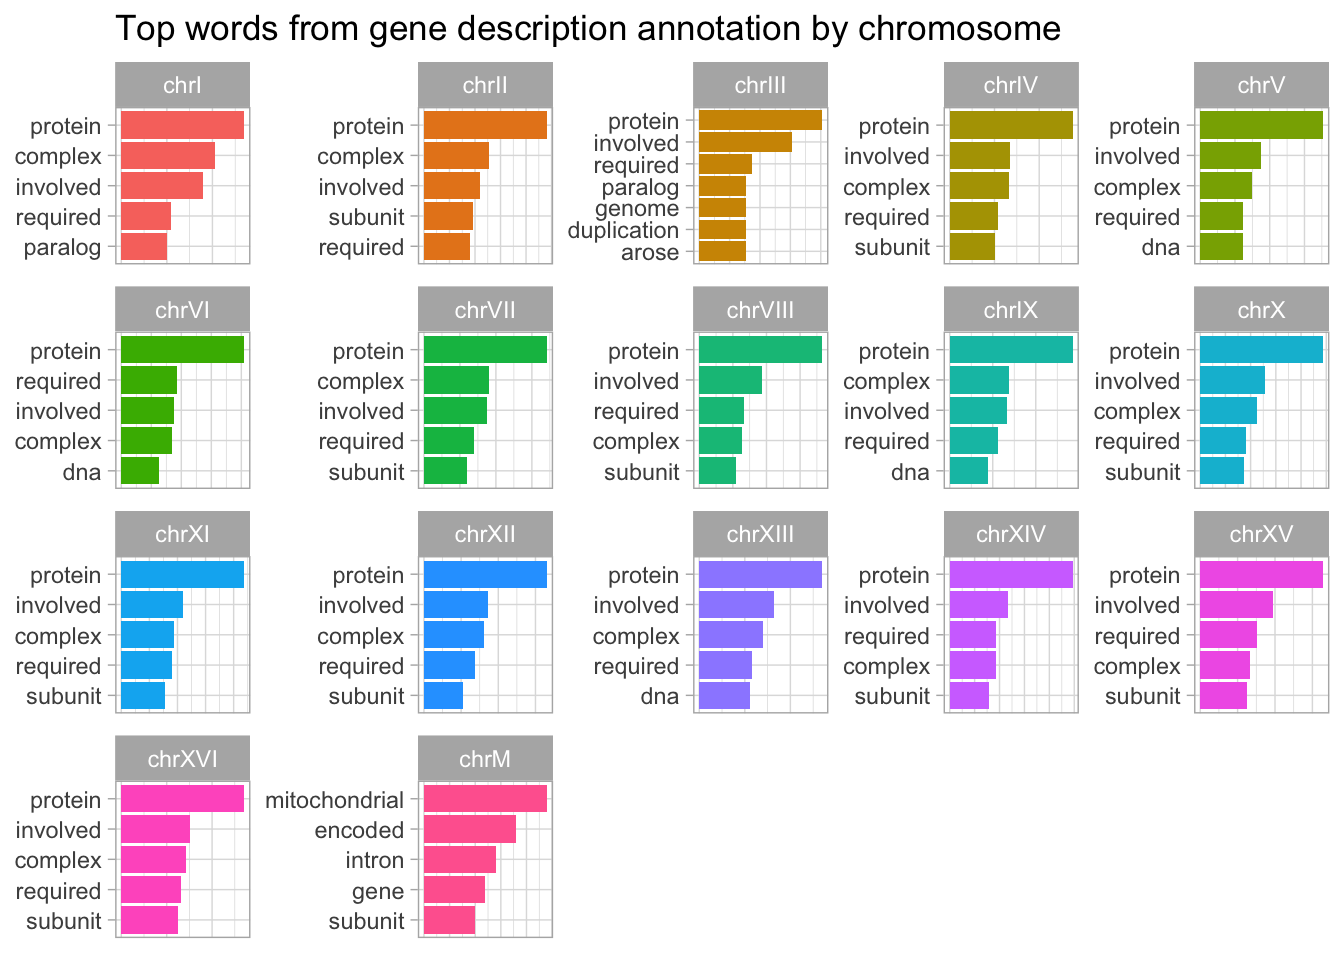 Top words from gene description annotation by chromosome
chrI
protein
complex
involved
required
paralog
chrII
protein
complex
involved
subunit
required
chrIII
protein
involved
required
paralog
genome
duplication
arose
chrIV
protein
involved
complex
required
subunit
chrV
protein
involved
complex
required
dna
chrVI
protein
required
involved
complex
dna
chrVII
protein
complex
involved
required
subunit
chrVIII
protein
involved
required
complex
subunit
chrIX
protein
complex
involved
required
dna
chrX
protein
involved
complex
required
subunit
chrXI
protein
involved
complex
required
subunit
chrXII
protein
involved
complex
required
subunit
chrXIII
protein
involved
complex
required
dna
chrXIV
protein
involved
required
complex
subunit
chrXV
protein
involved
required
complex
subunit
chrXVI
protein
involved
complex
required
subunit
chrM
mitochondrial
encoded
intron
gene
subunit